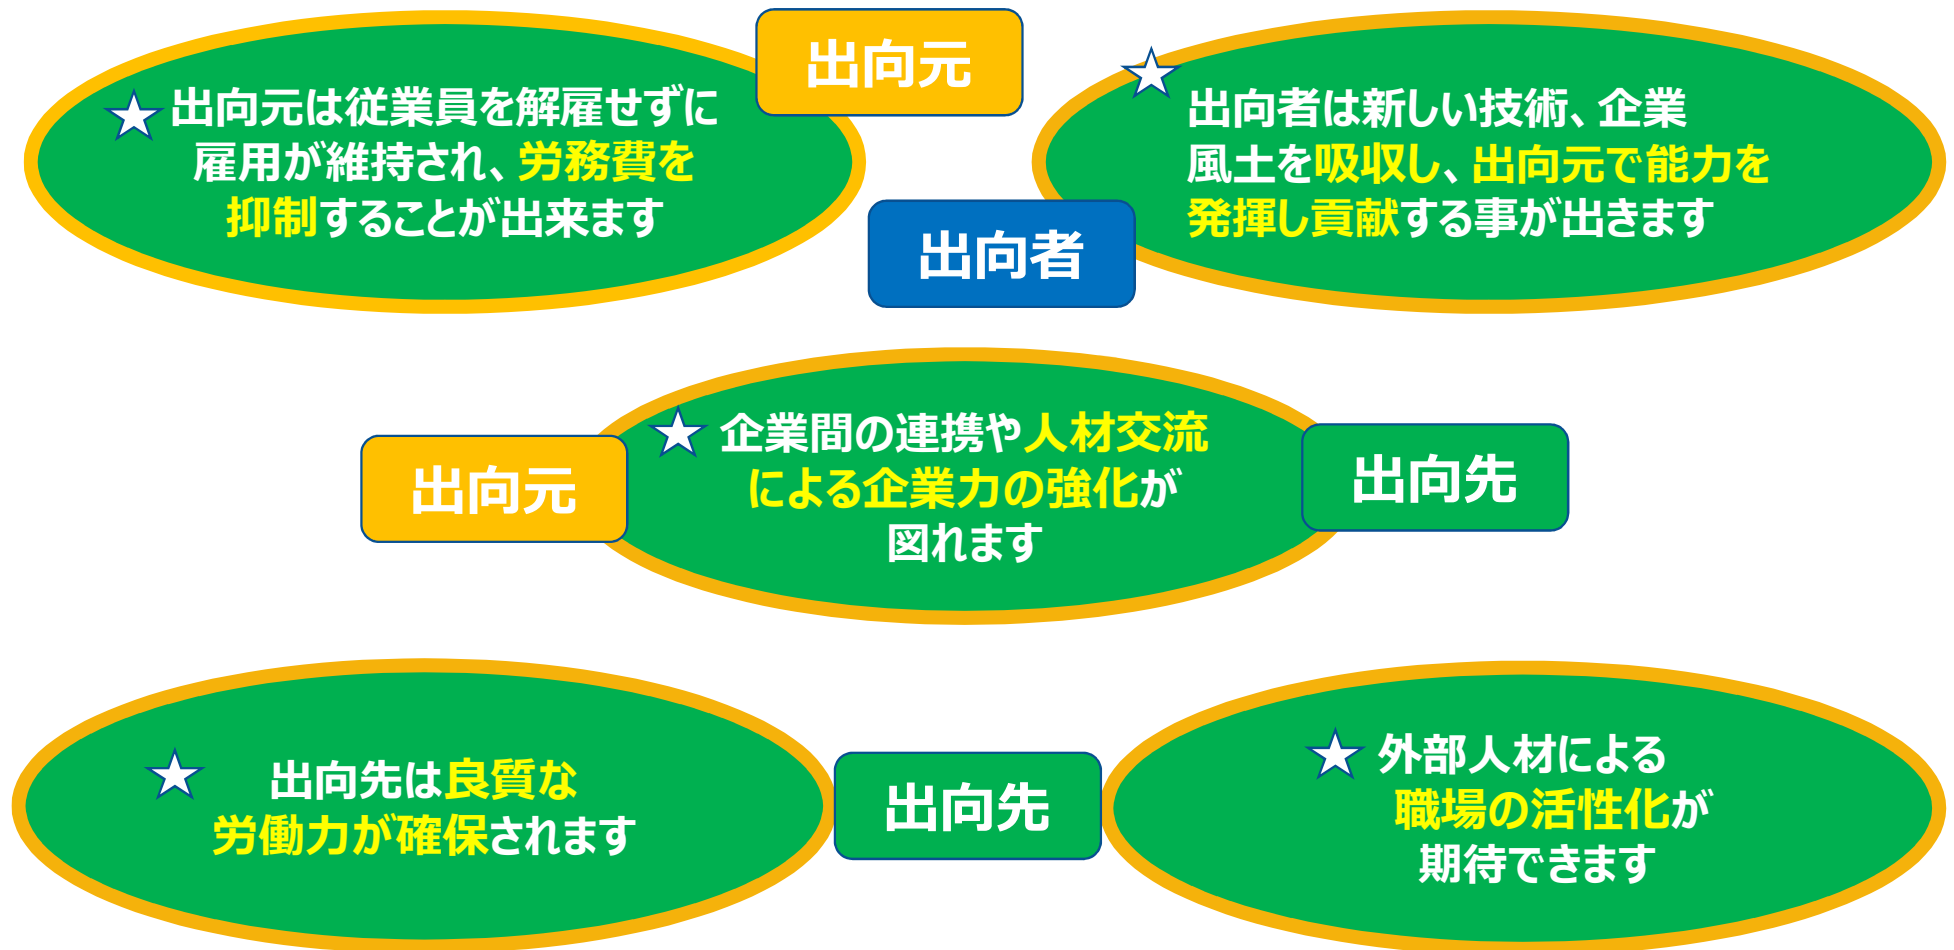 出向元
出向元は従業員を解雇せずに
雇用が維持され、労務費を
抑制することが出来ます
出向者は新しい技術、企業
風土を吸収し、出向元で能力を
発揮し貢献する事が出きます
出向者
企業間の連携や人材交流
による企業力の強化が
図れます
出向元
出向先
出向先は良質な
労働力が確保されます
出向先
外部人材による
職場の活性化が
期待できます